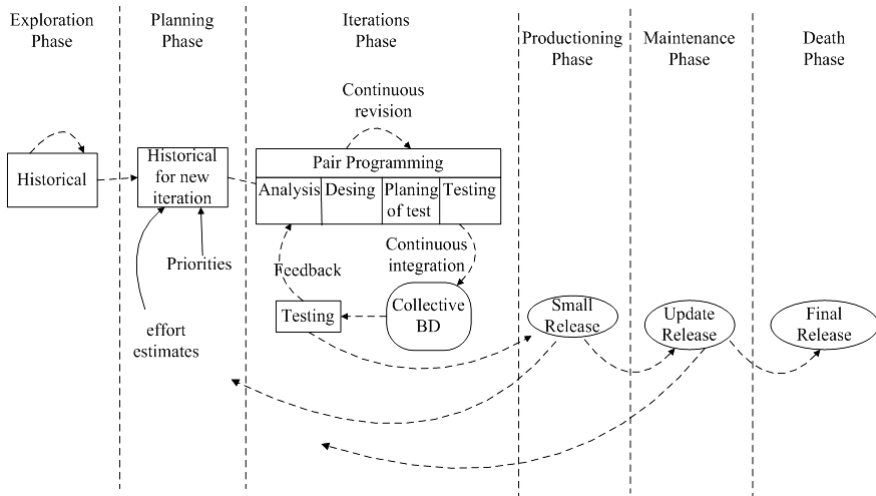 Exploration
Phase
Planning
Phase
Iterations
Phase
Productioning
Phase
Maintenance
Phase
Death
Phase
Continuous
revision
Historical
Historical
for new
iteration
Pair Programming
Analysis
Desing
Planing
of test
Testing
Priorities
effort
estimates
Feedback
Continuous
integration
Testing
Collective
BD
Small
Release
Update
Release
Final
Release